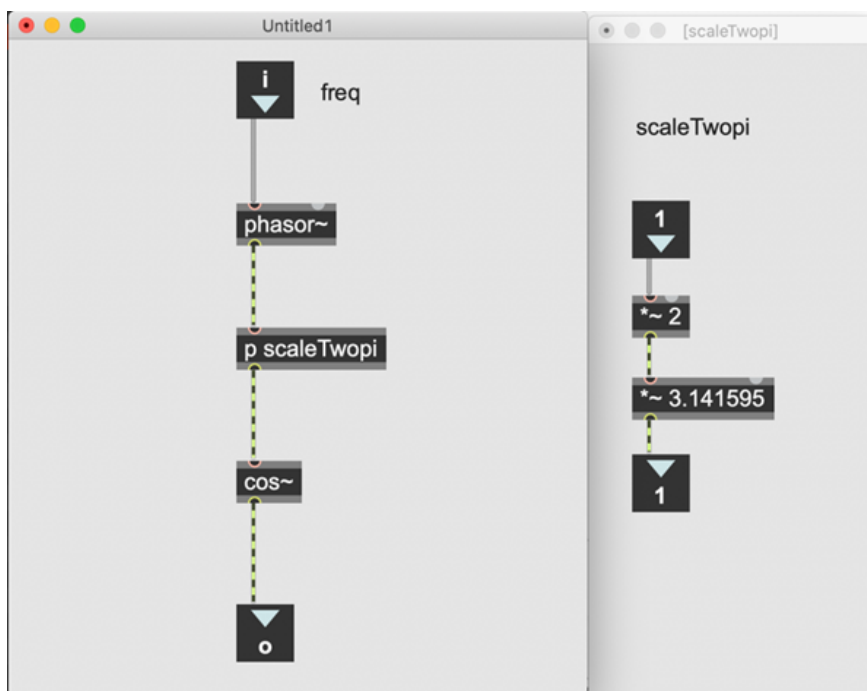 Untitled1
i
freq
phasor~
p scaleTwopi
cos~
o
[scaleTwopi]
scaleTwopi
1
*~ 2
*~ 3.141595
1